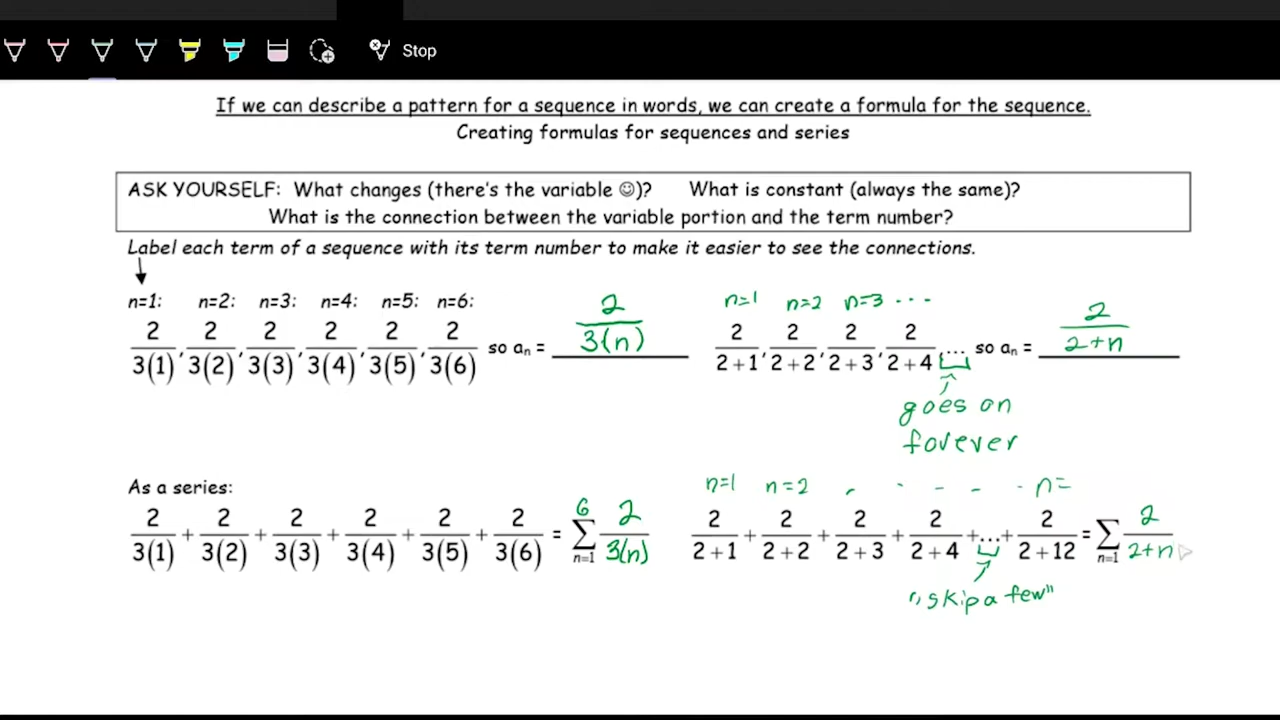 Stop
If we can describe a pattern for a sequence in words, we can create a formula for the sequence.
Creating formulas for sequences and series
ASK YOURSELF: What changes (there's the variable ☺)? What is constant (always the same)?
What is the connection between the variable portion and the term number?
Label each term of a sequence with its term number to make it easier to see the connections.
n=1: n=2: n=3: n=4: n=5: n=6:
2/3(1), 2/3(2), 2/3(3), 2/3(4), 2/3(5), 2/3(6) so aₙ = 2/3(n)
n=1 n=2 n=3 ...
2/2+1, 2/2+2, 2/2+3, 2/2+4, ... so aₙ = 2/2+n
goes on
forever
As a series:
2/3(1) + 2/3(2) + 2/3(3) + 2/3(4) + 2/3(5) + 2/3(6) = 6 ∑ n=1 2/3(n)
n=1 n=2 n=
2/2+1 + 2/2+2 + 2/2+3 + 2/2+4 + ... + 2/2+12 = ∑ n=1 2/2+n
"skip a few"